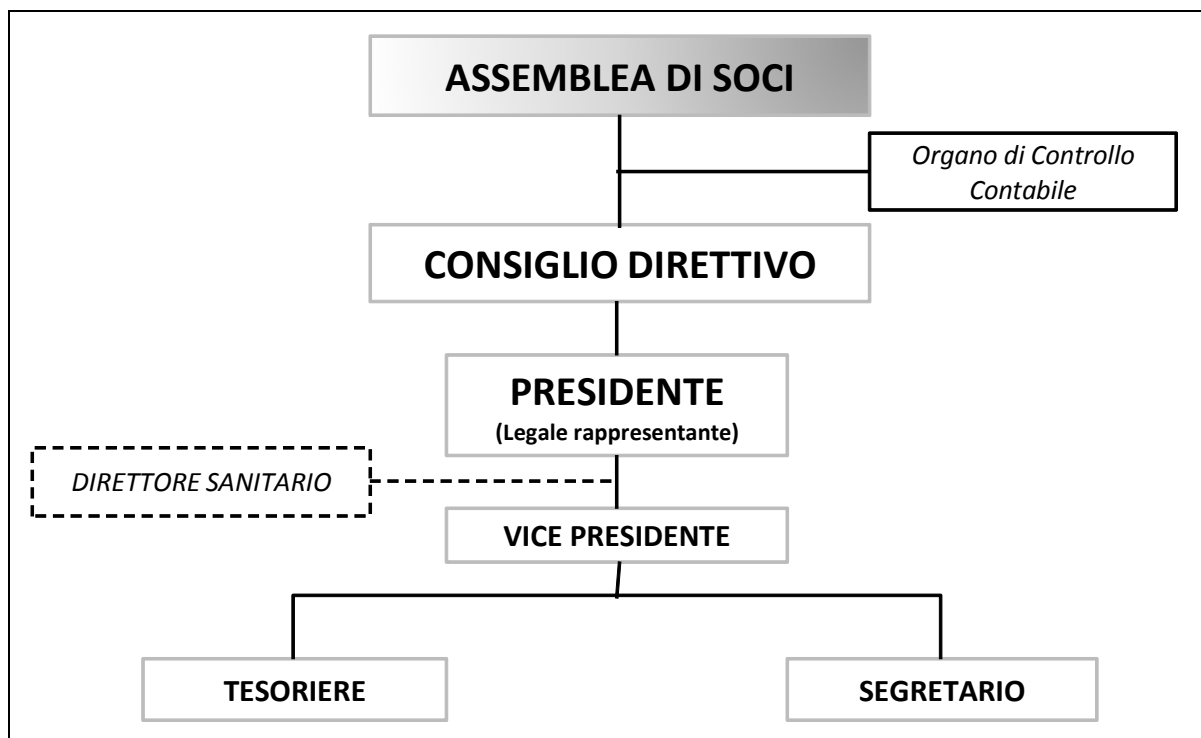 ASSEMBLEA DI SOCI
Organo di Controllo
Contabile
CONSIGLIO DIRETTIVO
PRESIDENTE
(Legale rappresentante)
DIRETTORE SANITARIO
VICE PRESIDENTE
TESORIERE
SEGRETARIO